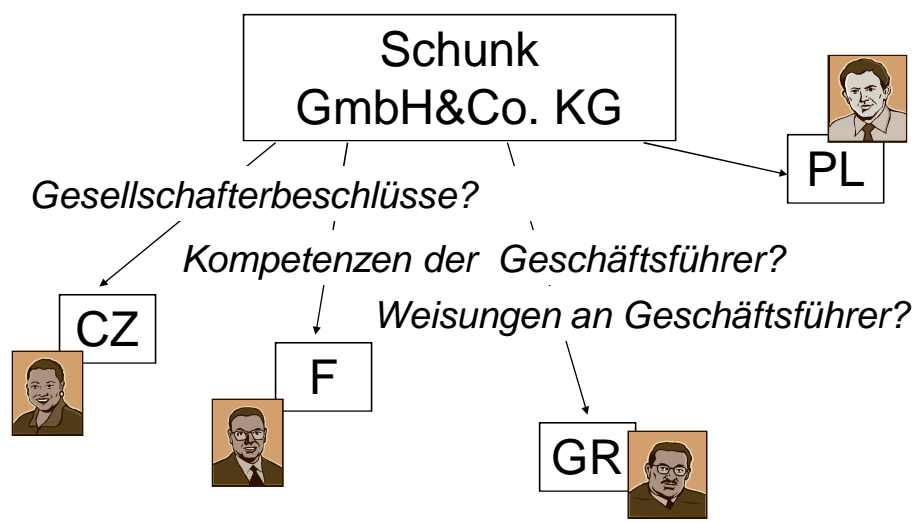 Schunk
GmbH&Co. KG
PL
Gesellschafterbeschlüsse?
Kompetenzen der Geschäftsführer?
Weisungen an Geschäftsführer?
CZ
F
GR